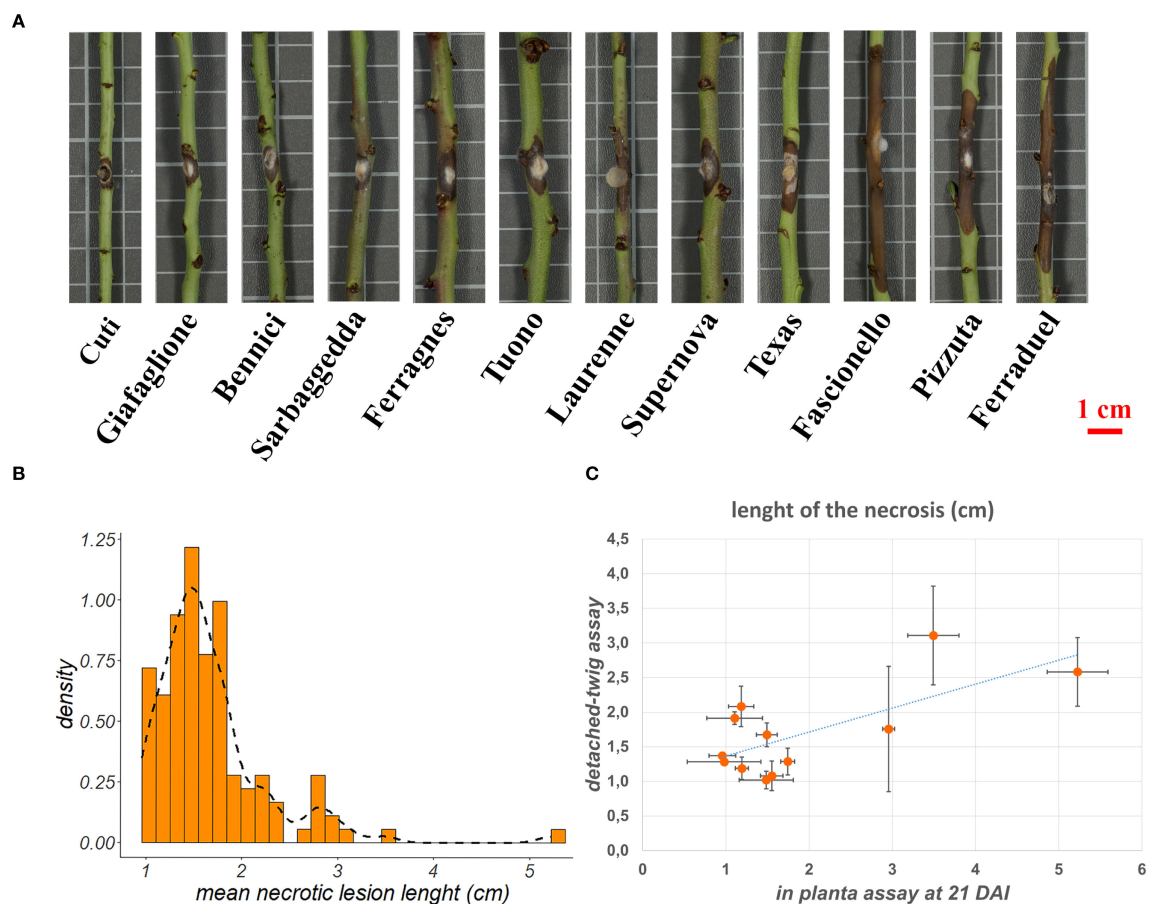 A
Cuti
Giafaglione
Bennici
Sarbaggedda
Ferragnes
Tuono
Laurenne
Supernova
Texas
Fascionello
Pizzuta
Ferraduel
1 cm
B
density
1.25
1.00
0.75
0.50
0.25
0.00
1 2 3 4 5
mean necrotic lesion lenght (cm)
C
lenght of the necrosis (cm)
detached-twig assay
4,5
4,0
3,5
3,0
2,5
2,0
1,5
1,0
0,5
0,0
0 1 2 3 4 5 6
in planta assay at 21 DAI